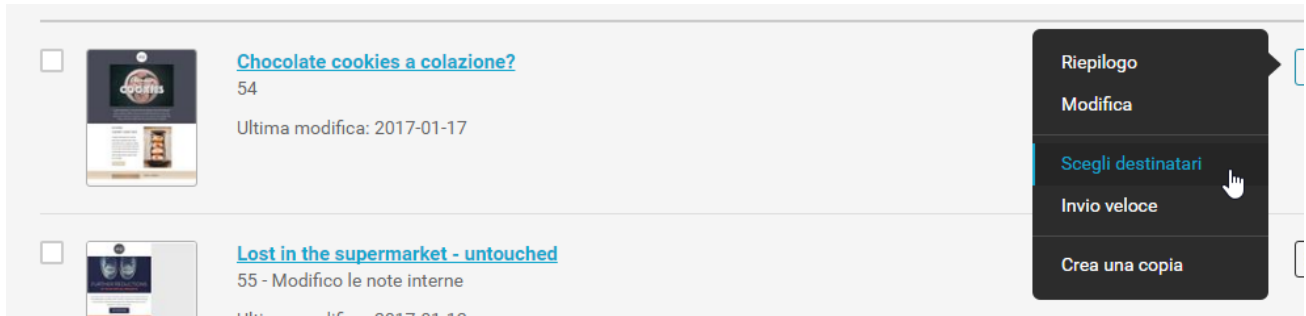 Chocolate cookies a colazione?
54
Ultima modifica: 2017-01-17
Riepilogo
Modifica
Scegli destinatari
Invio veloce
Crea una copia
Lost in the supermarket - untouched
55 - Modifico le note interne
COOKIES